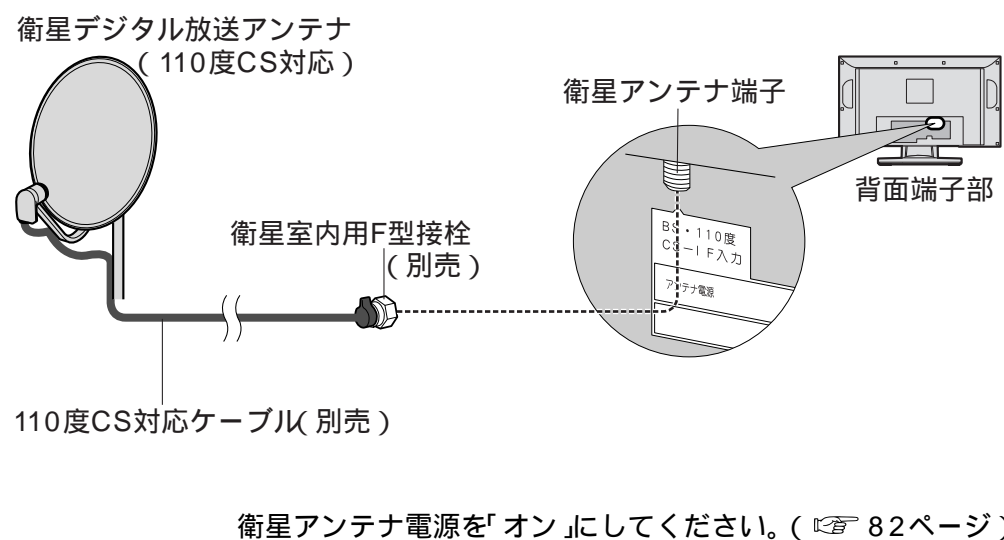 衛星デジタル放送アンテナ
（110度CS対応）
衛星アンテナ端子
背面端子部
衛星室内用F型接栓
（別売）
BS・110度
CS－IF入力
アンテナ電源
110度CS対応ケーブル（別売）
衛星アンテナ電源を「オン」にしてください。（☞ 82ページ）